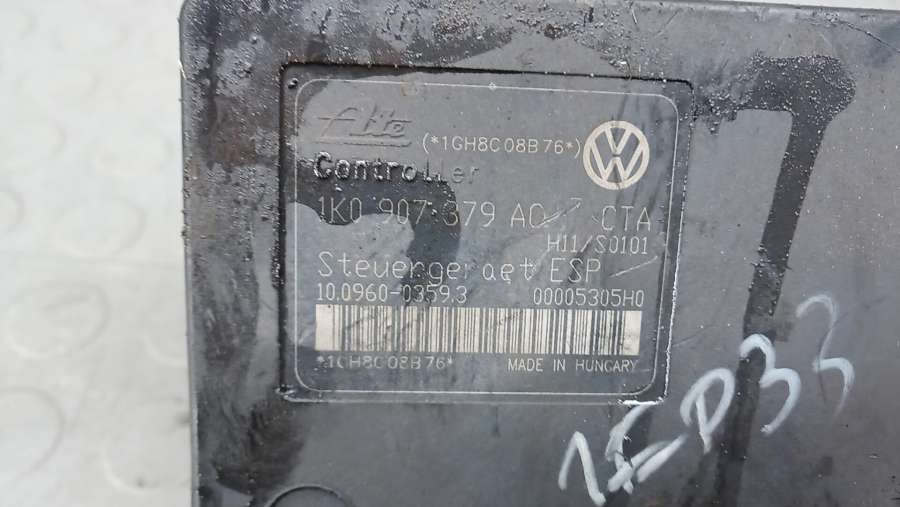 Ate (*1GH8C08B76*)
Controller
1K0 907 379 AC CTA
H11/S0101
Steuergeraet ESP
10.0960-0359.3 00005305H0
*1GH8C08B76* MADE IN HUNGARY
1ED33